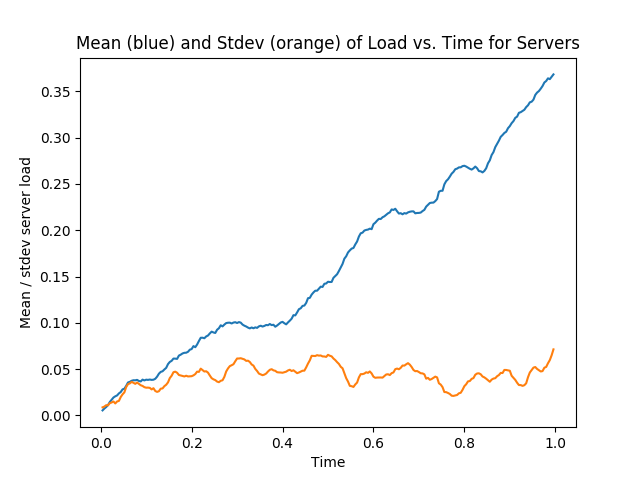 Mean (blue) and Stdev (orange) of Load vs. Time for Servers
Mean / stdev server load
0.35
0.30
0.25
0.20
0.15
0.10
0.05
0.00
0.0 0.2 0.4 0.6 0.8 1.0
Time